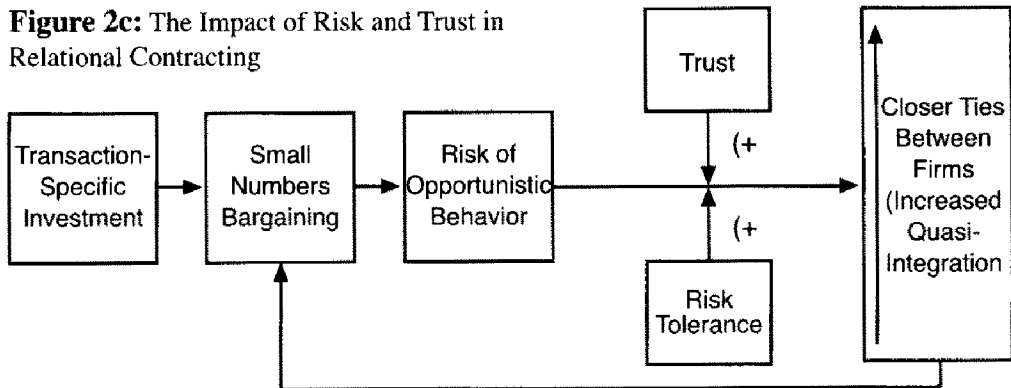 Figure 2c: The Impact of Risk and Trust in
Relational Contracting
Transaction-
Specific
Investment
Small
Numbers
Bargaining
Risk of
Opportunistic
Behavior
Trust
(+
(+
Risk
Tolerance
Closer Ties
Between
Firms
(Increased
Quasi-
Integration